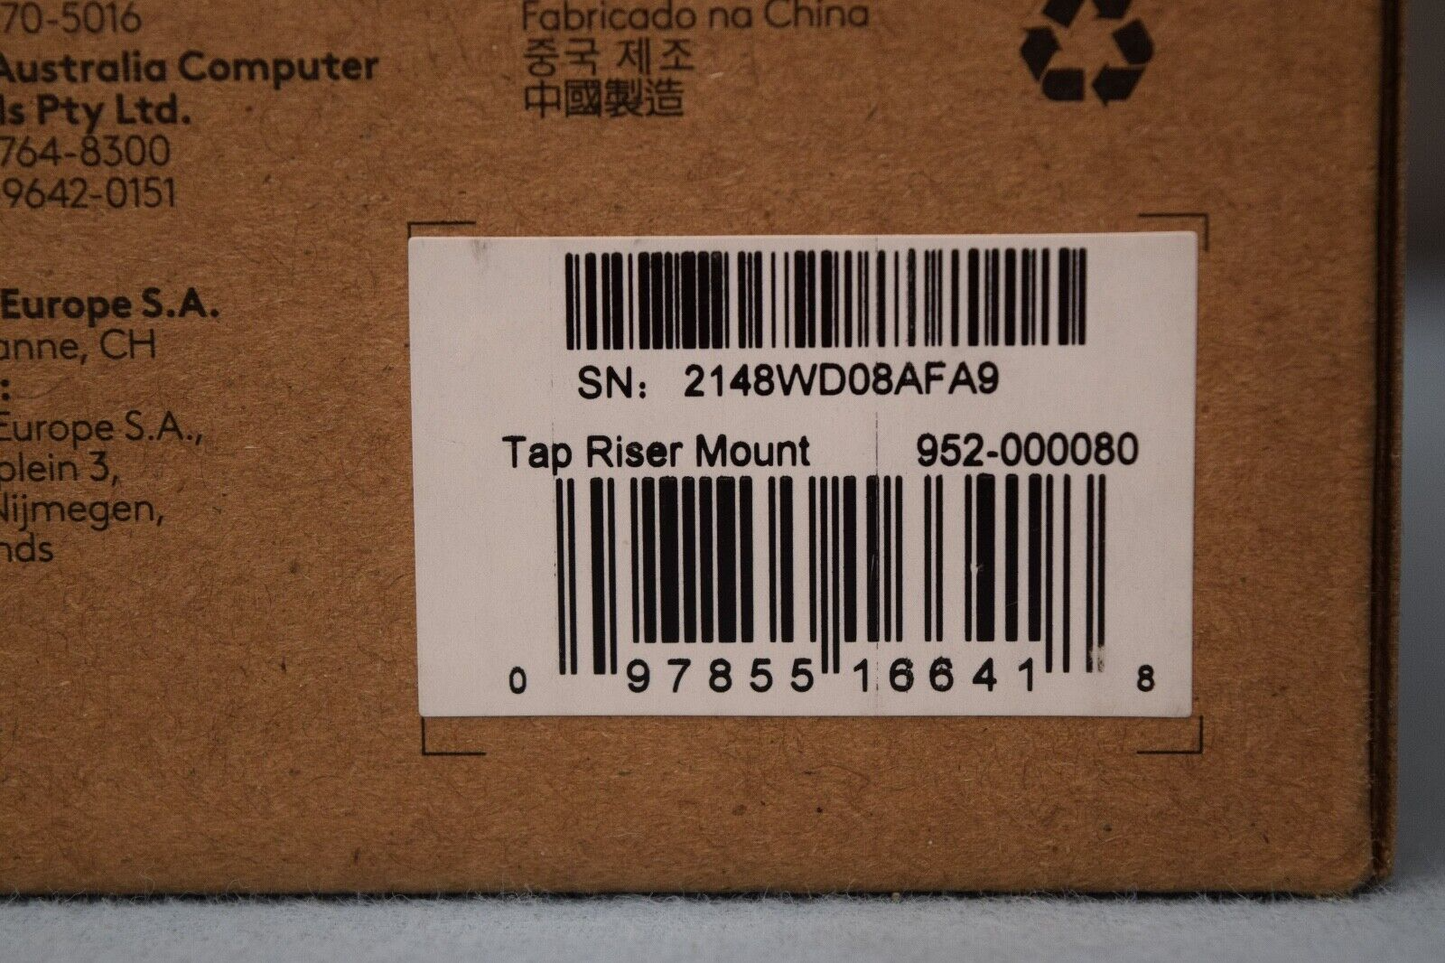 70-5016
Australia Computer
ls Pty Ltd.
764-8300
9642-0151
Europe S.A.
anne, CH
:
Europe S.A.,
plein 3,
Nijmegen,
nds
Fabricado na China
중국 제조
中國製造
SN: 2148WD08AFA9
Tap Riser Mount 952-000080
0 97855 16641 8